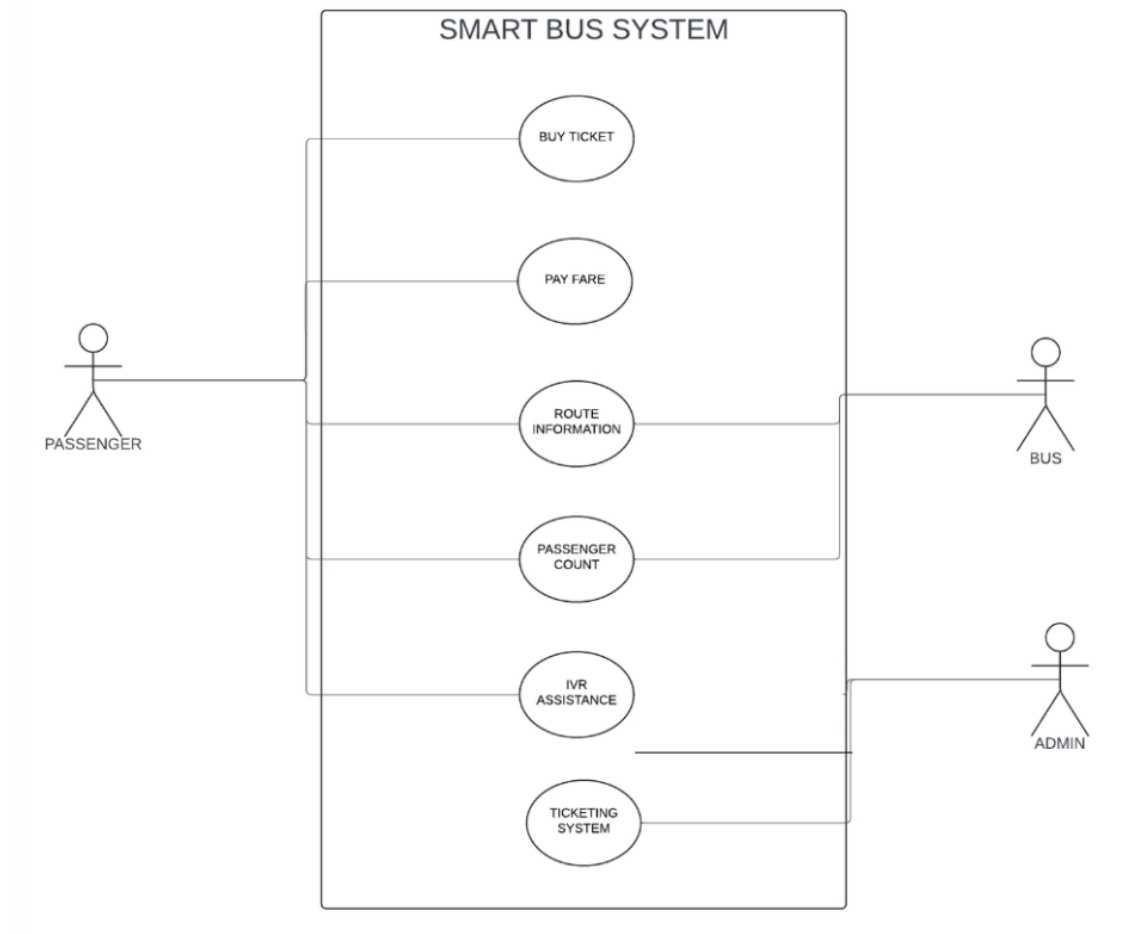 SMART BUS SYSTEM
BUY TICKET
PAY FARE
ROUTE
INFORMATION
PASSENGER
BUS
PASSENGER
COUNT
IVR
ASSISTANCE
ADMIN
TICKETING
SYSTEM